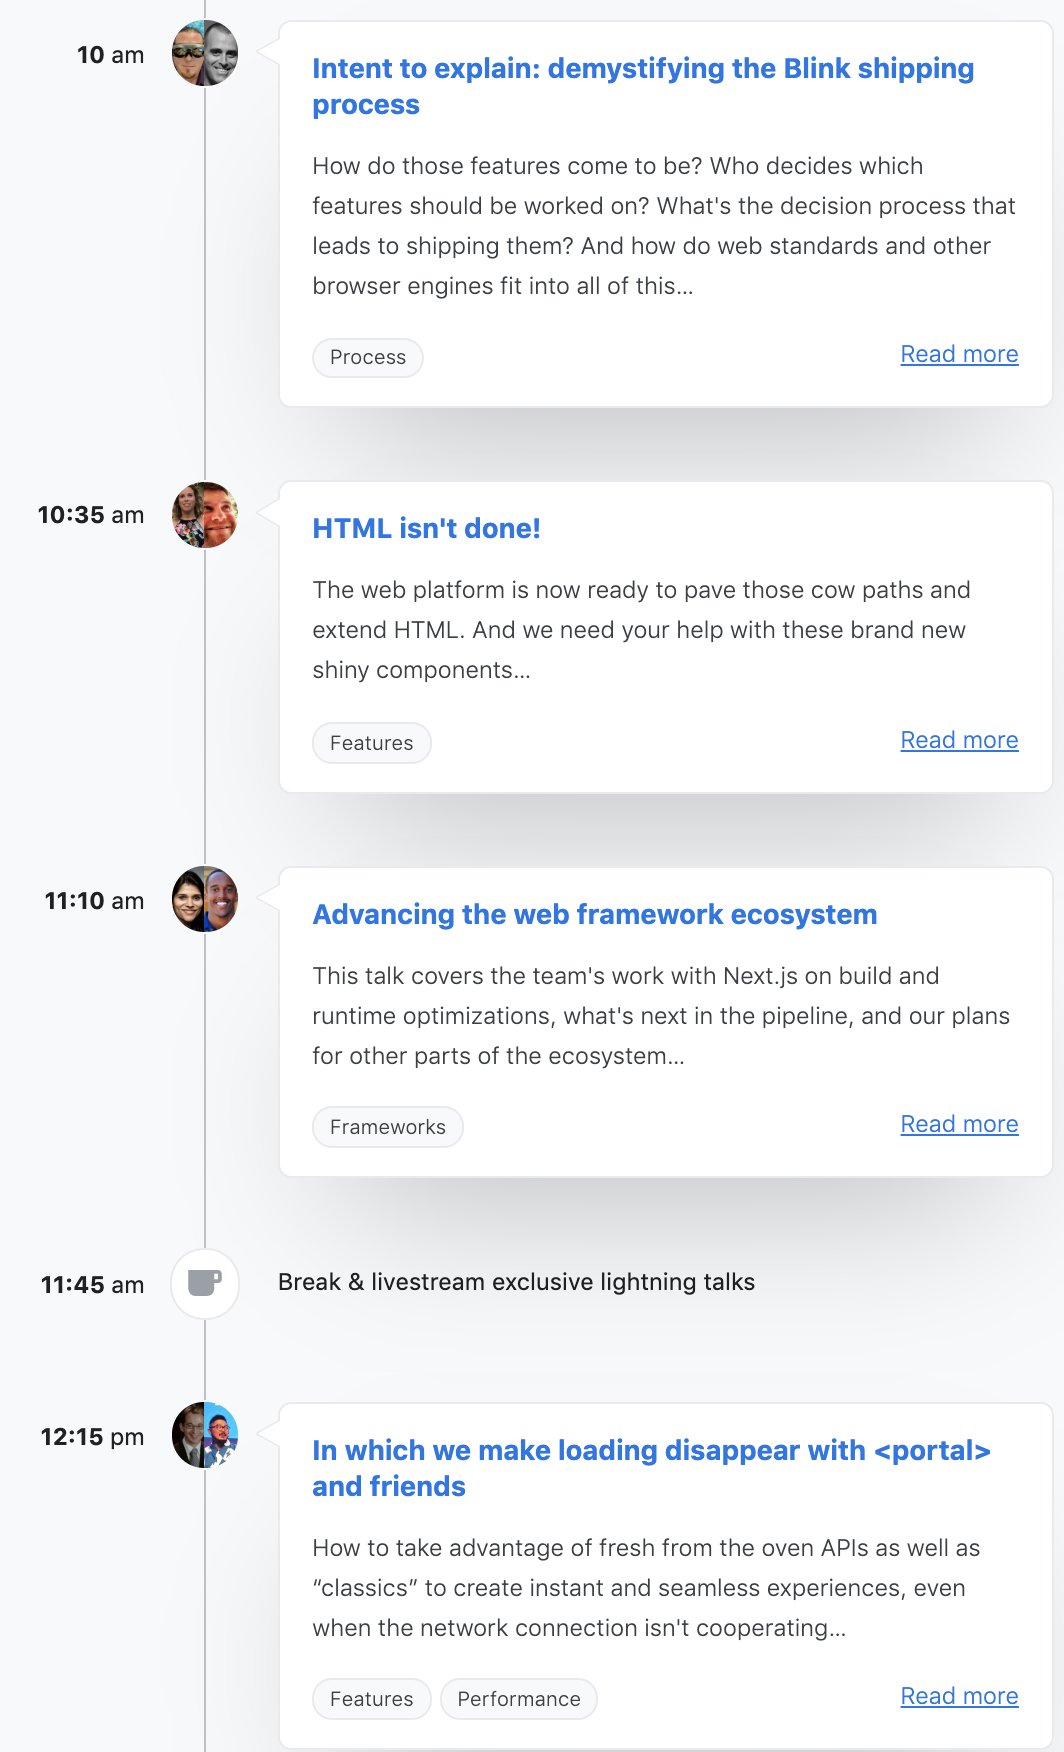 10 am
Intent to explain: demystifying the Blink shipping
process
How do those features come to be? Who decides which
features should be worked on? What's the decision process that
leads to shipping them? And how do web standards and other
browser engines fit into all of this...
Process
Read more
10:35 am
HTML isn't done!
The web platform is now ready to pave those cow paths and
extend HTML. And we need your help with these brand new
shiny components...
Features
Read more
11:10 am
Advancing the web framework ecosystem
This talk covers the team's work with Next.js on build and
runtime optimizations, what's next in the pipeline, and our plans
for other parts of the ecosystem...
Frameworks
Read more
11:45 am
Break & livestream exclusive lightning talks
12:15 pm
In which we make loading disappear with <portal>
and friends
How to take advantage of fresh from the oven APIs as well as
“classics” to create instant and seamless experiences, even
when the network connection isn't cooperating...
Features Performance
Read more